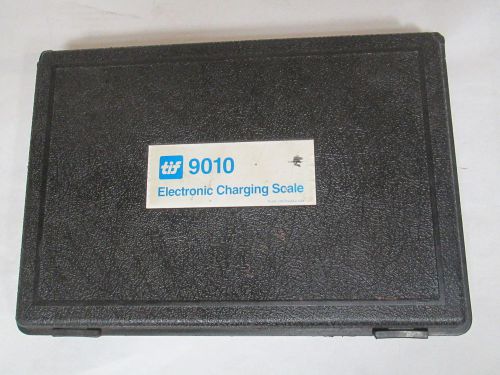 tif 9010
Electronic Charging Scale